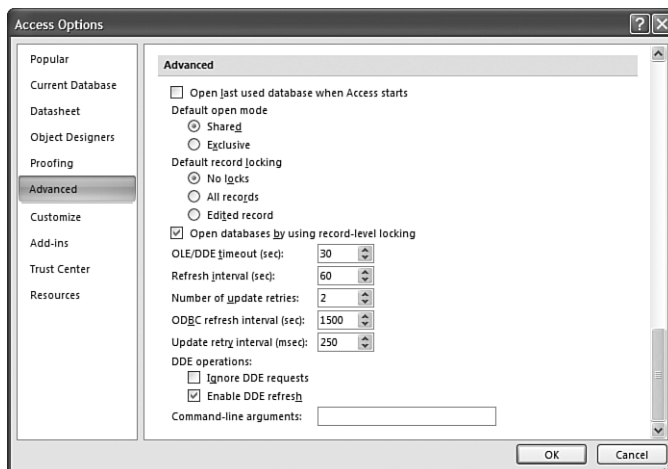 Access Options
Popular
Current Database
Datasheet
Object Designers
Proofing
Advanced
Customize
Add-ins
Trust Center
Resources
Advanced
Open last used database when Access starts
Default open mode
Shared
Exclusive
Default record locking
No locks
All records
Edited record
Open databases by using record-level locking
OLE/DDE timeout (sec): 30
Refresh interval (sec): 60
Number of update retries: 2
ODBC refresh interval (sec): 1500
Update retry interval (msec): 250
DDE operations:
Ignore DDE requests
Enable DDE refresh
Command-line arguments:
OK Cancel